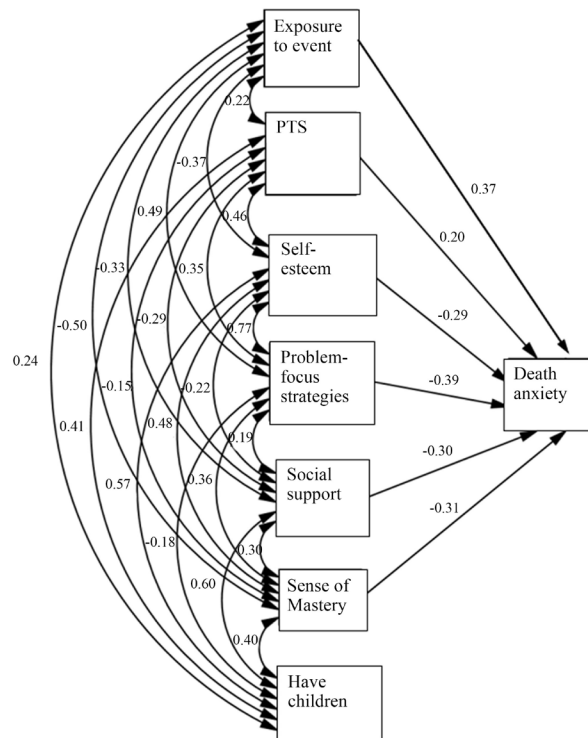 Exposure
to event
0.22
PTS
0.37
-0.37
0.49
0.46
0.20
Self-
esteem
-0.33
0.35
-0.29
-0.50
-0.29
0.77
Problem-
focus
strategies
Death
anxiety
0.24
-0.15
-0.22
-0.39
0.41
0.48
0.19
0.57
0.36
Social
support
-0.30
-0.18
0.30
-0.31
0.60
Sense of
Mastery
0.40
Have
children